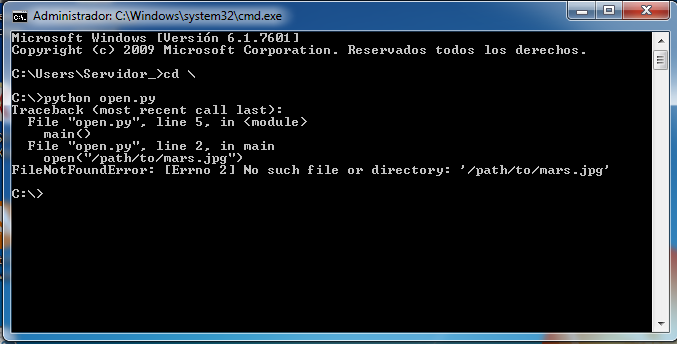 Administrador: C:\Windows\system32\cmd.exe
Microsoft Windows [Versión 6.1.7601]
Copyright (c) 2009 Microsoft Corporation. Reservados todos los derechos.
C:\Users\Servidor_>cd \
C:\>python open.py
Traceback (most recent call last):
  File "open.py", line 5, in <module>
    main()
  File "open.py", line 2, in main
    open("/path/to/mars.jpg")
FileNotFoundError: [Errno 2] No such file or directory: '/path/to/mars.jpg'
C:\>